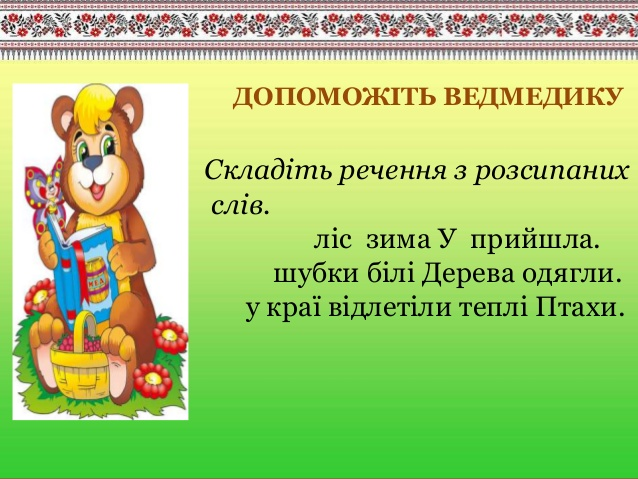 ДОПОМОЖІТЬ ВЕДМЕДИКУ
Складіть речення з розсипаних
слів.
ліс зима У прийшла.
шубки білі Дерева одягли.
у краї відлетіли теплі Птахи.